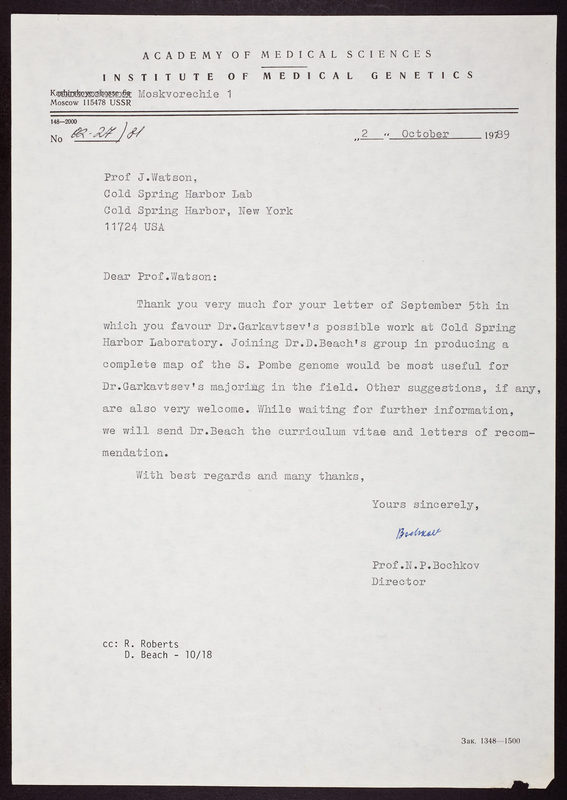 ACADEMY OF MEDICAL SCIENCES
INSTITUTE OF MEDICAL GENETICS
Moskvorechie 1
Moscow 115478 USSR
148—2000
No 02-27/81
„2 “ October 1989
Prof J.Watson,
Cold Spring Harbor Lab
Cold Spring Harbor, New York
11724 USA
Dear Prof.Watson:
Thank you very much for your letter of September 5th in
which you favour Dr.Garkavtsev's possible work at Cold Spring
Harbor Laboratory. Joining Dr.D.Beach's group in producing a
complete map of the S. Pombe genome would be most useful for
Dr.Garkavtsev's majoring in the field. Other suggestions, if any,
are also very welcome. While waiting for further information,
we will send Dr.Beach the curriculum vitae and letters of recom-
mendation.
With best regards and many thanks,
Yours sincerely,
Bochkov
Prof.N.P.Bochkov
Director
cc: R. Roberts
D. Beach - 10/18
Зак. 1348—1500